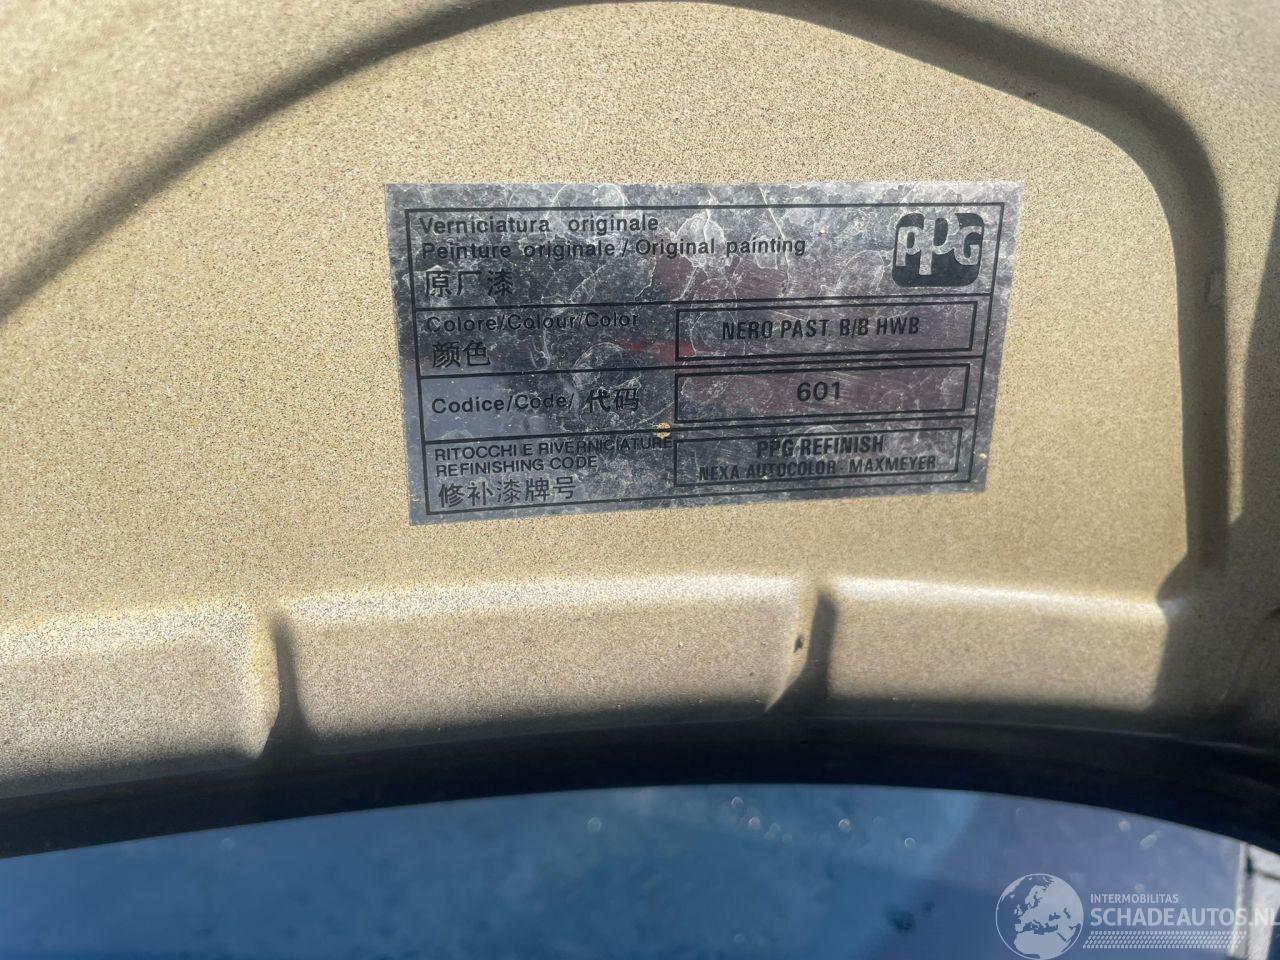 Verniciatura originale
Peinture originale / Original painting
原厂漆
PPG
Colore/Colour/Color
颜色
NERO PAST. B/B HWB
Codice/Code/代码
601
RITOCCHI E RIVERNICIATURE
REFINISHING CODE
修补漆牌号
PPG REFINISH
NEXA AUTOCOLOR - MAXMEYER
INTERMOBILITAS
SCHADEAUTOS.NL